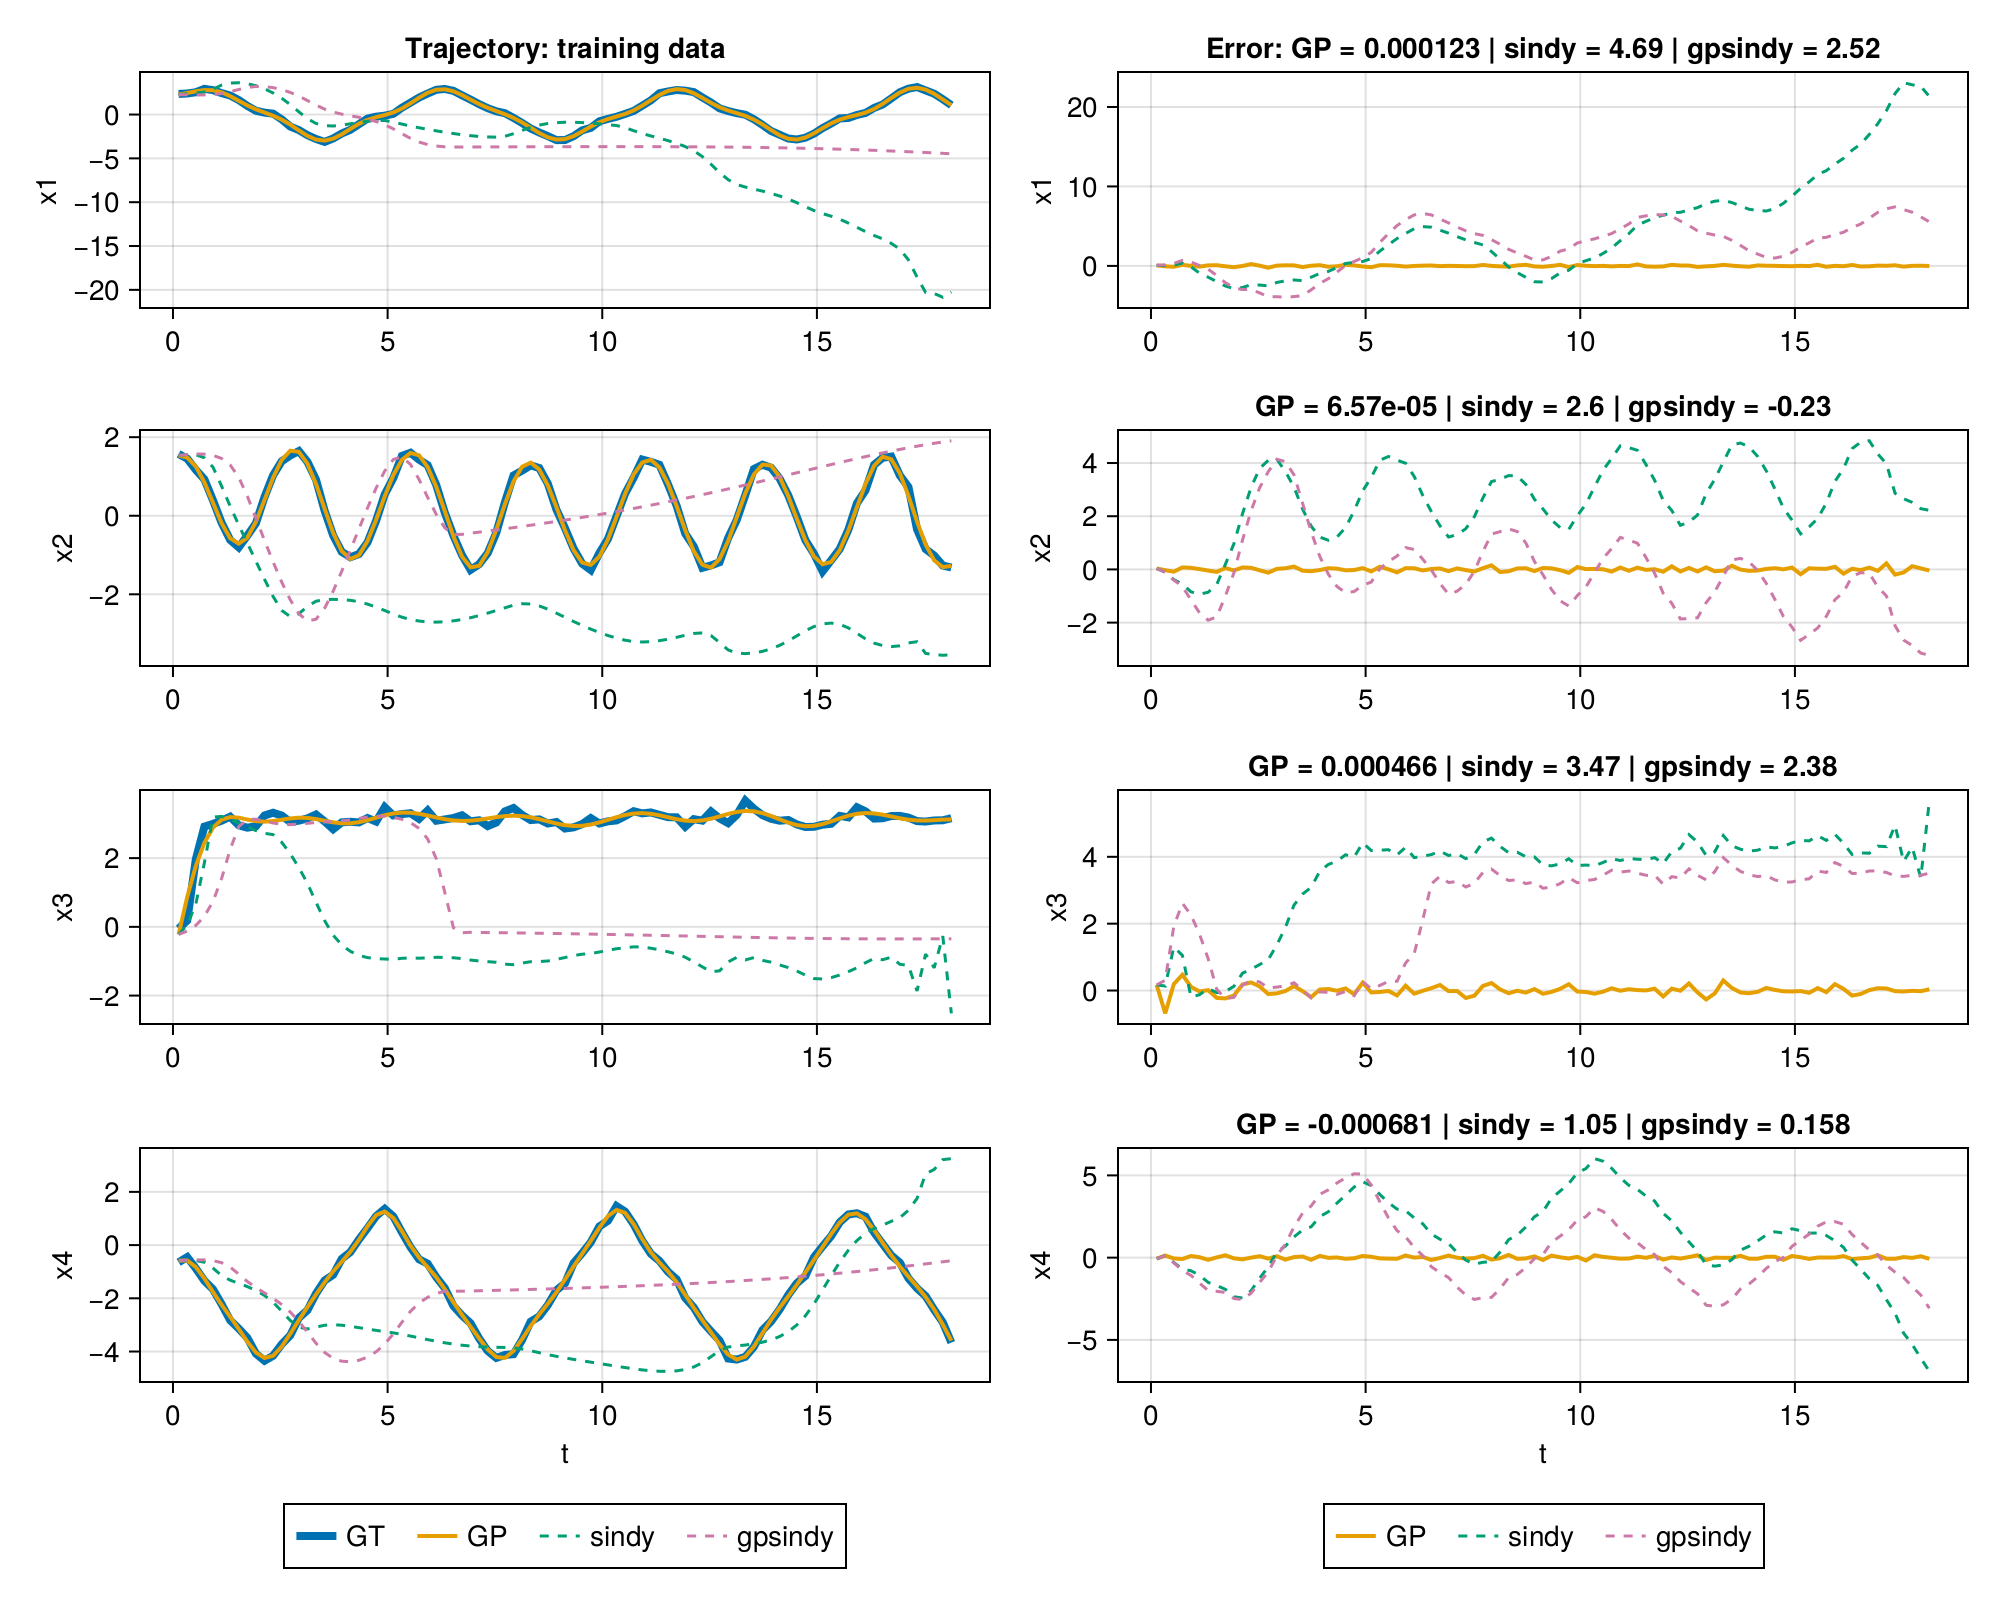 Trajectory: training data
x1
0
−5
−10
−15
−20
0 5 10 15
Error: GP = 0.000123 | sindy = 4.69 | gpsindy = 2.52
x1
20
10
0
0 5 10 15
x2
2
0
−2
0 5 10 15
GP = 6.57e-05 | sindy = 2.6 | gpsindy = -0.23
x2
4
2
0
−2
0 5 10 15
x3
2
0
−2
0 5 10 15
GP = 0.000466 | sindy = 3.47 | gpsindy = 2.38
x3
4
2
0
0 5 10 15
x4
2
0
−2
−4
0 5 10 15
t
GP = -0.000681 | sindy = 1.05 | gpsindy = 0.158
x4
5
0
−5
0 5 10 15
t
GT GP sindy gpsindy
GP sindy gpsindy